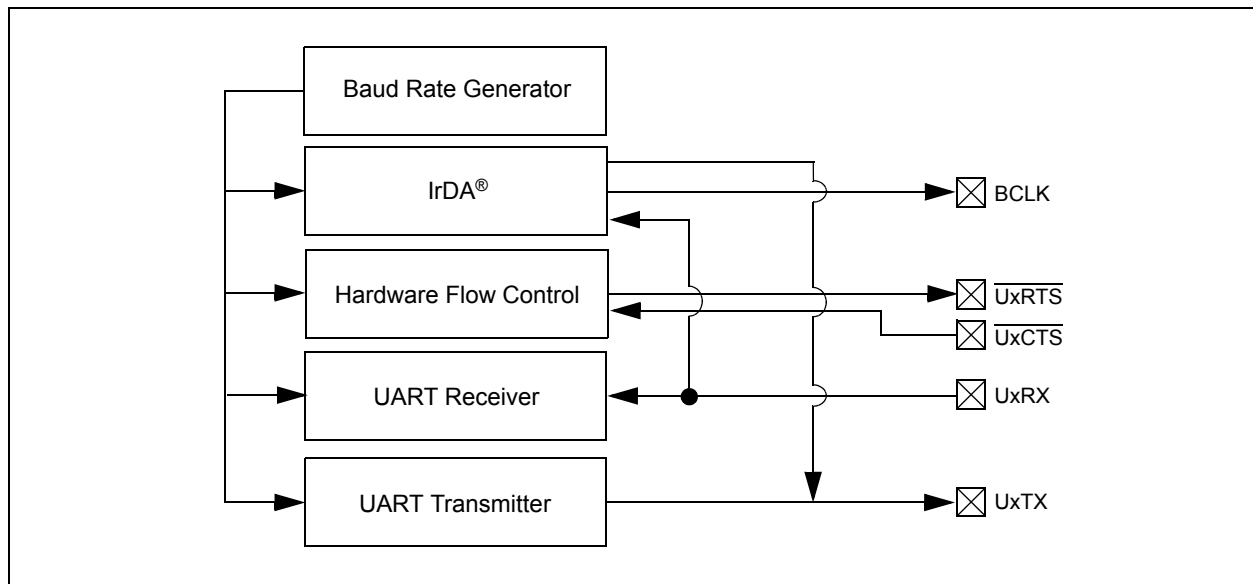 Baud Rate Generator
IrDA®
BCLK
Hardware Flow Control
UxRTS
UxCTS
UART Receiver
UxRX
UART Transmitter
UxTX